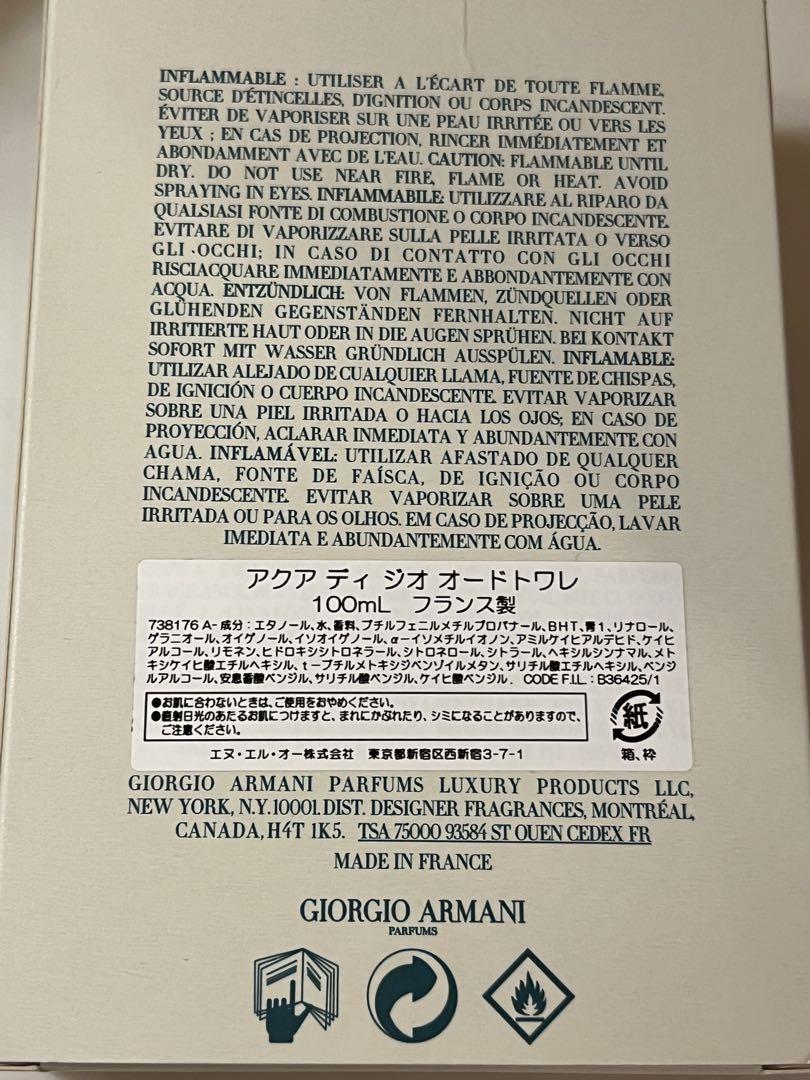 INFLAMMABLE : UTILISER A L'ÉCART DE TOUTE FLAMME,
SOURCE D'ÉTINCELLES, D'IGNITION OU CORPS INCANDESCENT.
ÉVITER DE VAPORISER SUR UNE PEAU IRRITÉE OU VERS LES
YEUX ; EN CAS DE PROJECTION, RINCER IMMÉDIATEMENT ET
ABONDAMMENT AVEC DE L'EAU. CAUTION: FLAMMABLE UNTIL
DRY. DO NOT USE NEAR FIRE, FLAME OR HEAT. AVOID
SPRAYING IN EYES. INFIAMMABILE: UTILIZZARE AL RIPARO DA
QUALSIASI FONTE DI COMBUSTIONE O CORPO INCANDESCENTE.
EVITARE DI VAPORIZZARE SULLA PELLE IRRITATA O VERSO
GLI OCCHI; IN CASO DI CONTATTO CON GLI OCCHI
RISCIACQUARE IMMEDIATAMENTE E ABBONDANTEMENTE CON
ACQUA. ENTZÜNDLICH: VON FLAMMEN, ZÜNDQUELLEN ODER
GLÜHENDEN GEGENSTÄNDEN FERNHALTEN. NICHT AUF
IRRITIERTE HAUT ODER IN DIE AUGEN SPRÜHEN. BEI KONTAKT
SOFORT MIT WASSER GRÜNDLICH AUSSPÜLEN. INFLAMABLE:
UTILIZAR ALEJADO DE CUALQUIER LLAMA, FUENTE DE CHISPAS,
DE IGNICIÓN O CUERPO INCANDESCENTE. EVITAR VAPORIZAR
SOBRE UNA PIEL IRRITADA O HACIA LOS OJOS; EN CASO DE
PROYECCIÓN, ACLARAR INMEDIATA Y ABUNDANTEMENTE CON
AGUA. INFLAMÁVEL: UTILIZAR AFASTADO DE QUALQUER
CHAMA, FONTE DE FAÍSCA, DE IGNIÇÃO OU CORPO
INCANDESCENTE. EVITAR VAPORIZAR SOBRE UMA PELE
IRRITADA OU PARA OS OLHOS. EM CASO DE PROJECÇÃO, LAVAR
IMEDIATA E ABUNDANTEMENTE COM ÁGUA.
アクア ディ ジオ オードトワレ
100mL フランス製
738176 A-成分：エタノール、水、香料、ブチルフェニルメチルプロパナール、BHT、青1、リナロール、
ゲラニオール、オイゲノール、イソオイゲノール、α-イソメチルイオノン、アミルケイヒアルデヒド、ケイヒ
アルコール、リモネン、ヒドロキシシトロネラール、シトロネロール、シトラール、ヘキシルシンナマル、メト
キシケイヒ酸エチルヘキシル、t-ブチルメトキシジベンゾイルメタン、サリチル酸エチルヘキシル、ベンジ
ルアルコール、安息香酸ベンジル、サリチル酸ベンジル、ケイヒ酸ベンジル. CODE F.I.L.：B36425/1
●お肌に合わないときは、ご使用をおやめください。
●直射日光のあたるお肌につけますと、まれにかぶれたり、シミになることがありますので、
ご注意ください。
紙
箱、枠
エヌ・エル・オー株式会社 東京都新宿区西新宿3-7-1
GIORGIO ARMANI PARFUMS LUXURY PRODUCTS LLC,
NEW YORK, N.Y.10001. DIST. DESIGNER FRAGRANCES, MONTRÉAL,
CANADA, H4T 1K5. TSA 75000 93584 ST OUEN CEDEX FR
MADE IN FRANCE
GIORGIO ARMANI
PARFUMS